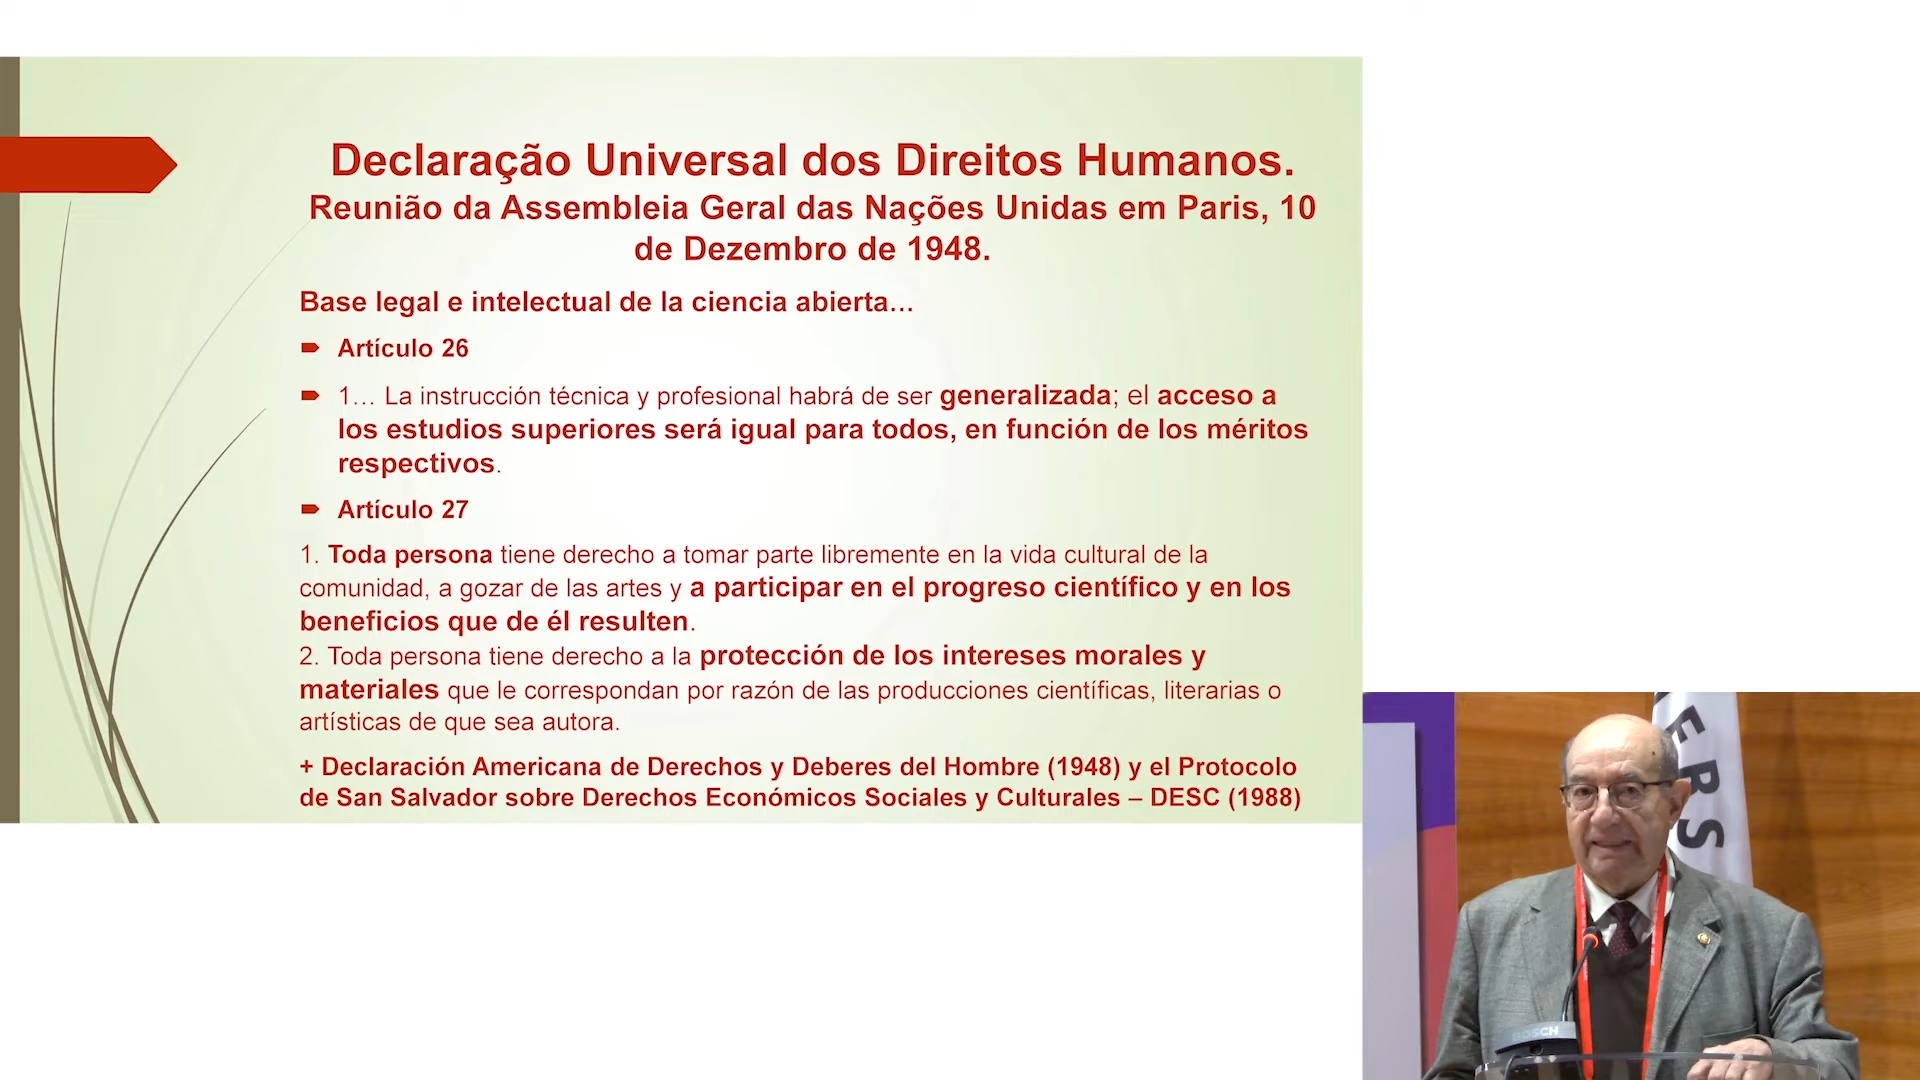 Declaração Universal dos Direitos Humanos.
Reunião da Assembleia Geral das Nações Unidas em Paris, 10
de Dezembro de 1948.
Base legal e intelectual de la ciencia abierta...
Artículo 26
1… La instrucción técnica y profesional habrá de ser generalizada; el acceso a
los estudios superiores será igual para todos, en función de los méritos
respectivos.
Artículo 27
1. Toda persona tiene derecho a tomar parte libremente en la vida cultural de la
comunidad, a gozar de las artes y a participar en el progreso científico y en los
beneficios que de él resulten.
2. Toda persona tiene derecho a la protección de los intereses morales y
materiales que le correspondan por razón de las producciones científicas, literarias o
artísticas de que sea autora.
+ Declaración Americana de Derechos y Deberes del Hombre (1948) y el Protocolo
de San Salvador sobre Derechos Económicos Sociales y Culturales – DESC (1988)
ERS
BOSCH